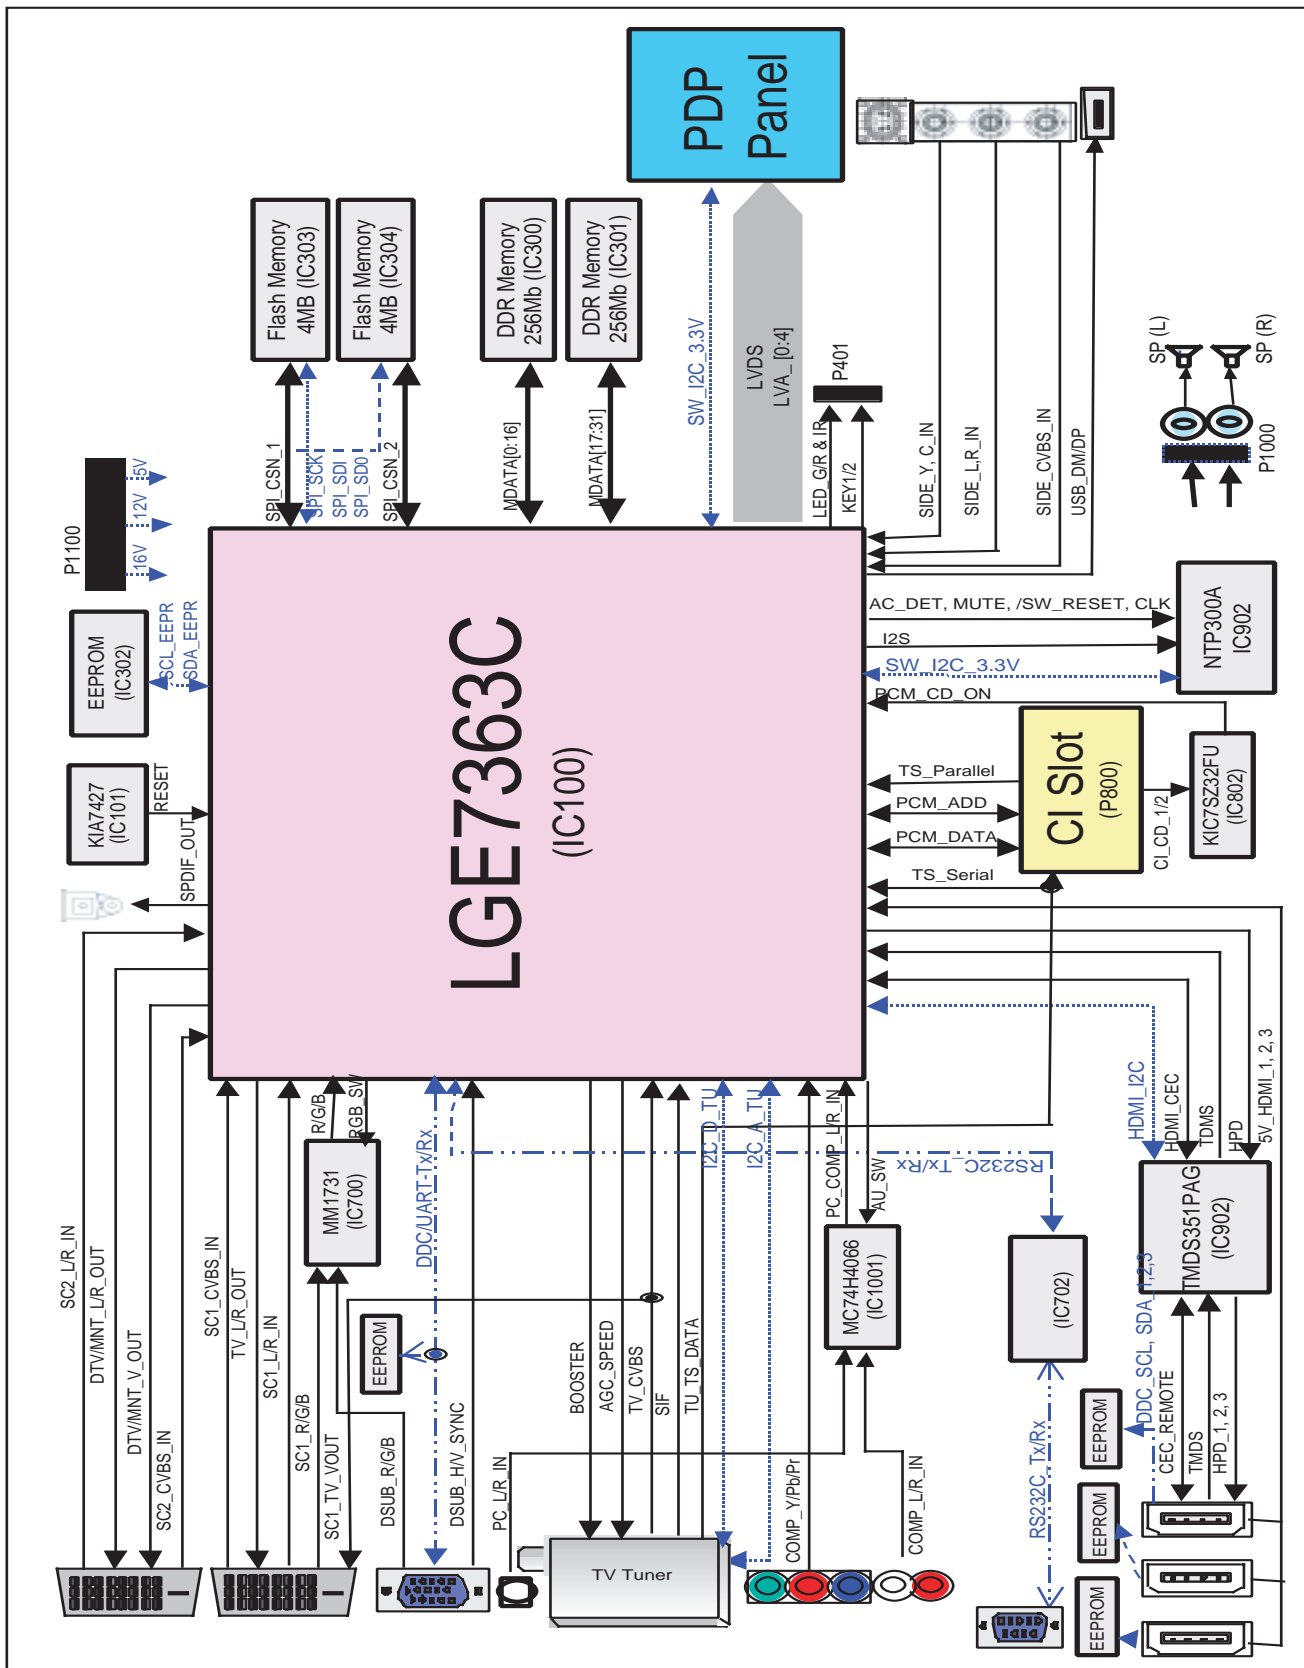 PDP
Panel
Flash Memory
4MB (IC303)
Flash Memory
4MB (IC304)
DDR Memory
256Mb (IC300)
DDR Memory
256Mb (IC301)
SW_I2C_3.3V
LVDS
LVA_ [0:4]
P401
SP (L)
SP (R)
P1000
P1100
16V
12V
5V
SPI_CSN_1
SPI_SCK
SPI_SDI
SPI_SD0
SPI_CSN_2
MDATA[0:16]
MDATA[17:31]
LED_G/R & IR
KEY1/2
SIDE_Y, C_IN
SIDE_L,R_IN
SIDE_CVBS_IN
USB_DM/DP
EEPROM
(IC302)
SCL_EEPR
SDA_EEPR
KIA7427
(IC101)
RESET
SPDIF_OUT
LGE7363C
(IC100)
AC_DET, MUTE, /SW_RESET, CLK
I2S
SW_I2C_3.3V
NTP300A
IC902
PCM_CD_ON
TS_Parallel
PCM_ADD
PCM_DATA
TS_Serial
CI Slot
(P800)
CI_CD_1/2
KIC7SZ32FU
(IC802)
SC2_L/R_IN
DTV/MNT_L/R_OUT
DTV/MNT_V_OUT
SC2_CVBS_IN
SC1_CVBS_IN
TV_L/R_OUT
SC1_L/R_IN
SC1_R/G/B
SC1_TV_VOUT
R/G/B
RGB_SW
MM1731
(IC700)
DSUB_R/G/B
EEPROM
DDC/UART-Tx/Rx
DSUB_H/V_SYNC
PC_L/R_IN
BOOSTER
AGC_SPEED
TV_CVBS
SIF
TU_TS_DATA
I2C_D_TU
I2C_A_TU
TV Tuner
COMP_Y/Pb/Pr
COMP_L/R_IN
PC_COMP_L/R_IN
AU_SW
MC74H4066
(IC1001)
RS232C_Tx/Rx
(IC702)
RS232C_Tx/Rx
HDMI_I2C
HDMI_CEC
TDMS
HPD
5V_HDMI_1, 2, 3
TMDS351PAG
(IC902)
DDC_SCL, SDA_1,2,3
CEC_REMOTE
TMDS
HPD_1, 2, 3
EEPROM
EEPROM
EEPROM